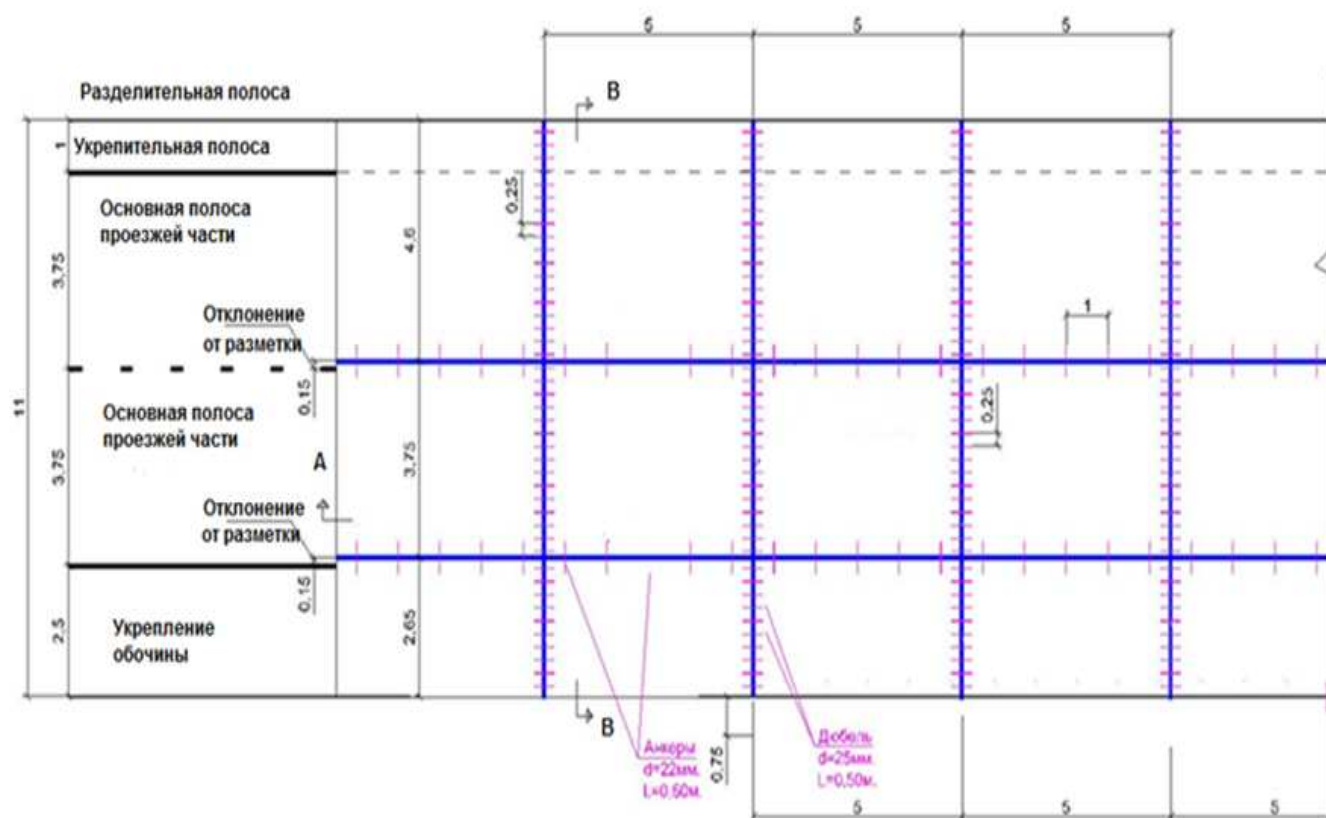 5 5 5
Разделительная полоса
B
1
Укрепительная полоса
0.25
Основная полоса
проезжей части
4,6
3,75
Отклонение
от разметки
1
0.15
11
Основная полоса
проезжей части
0.25
A
3,75
3.75
Отклонение
от разметки
0.15
2.5
Укрепление
обочины
2.65
B
Анкеры
d=22мм.
L=0,60м.
0.75
Дюбель
d=25мм.
L=0,50м.
5 5 5